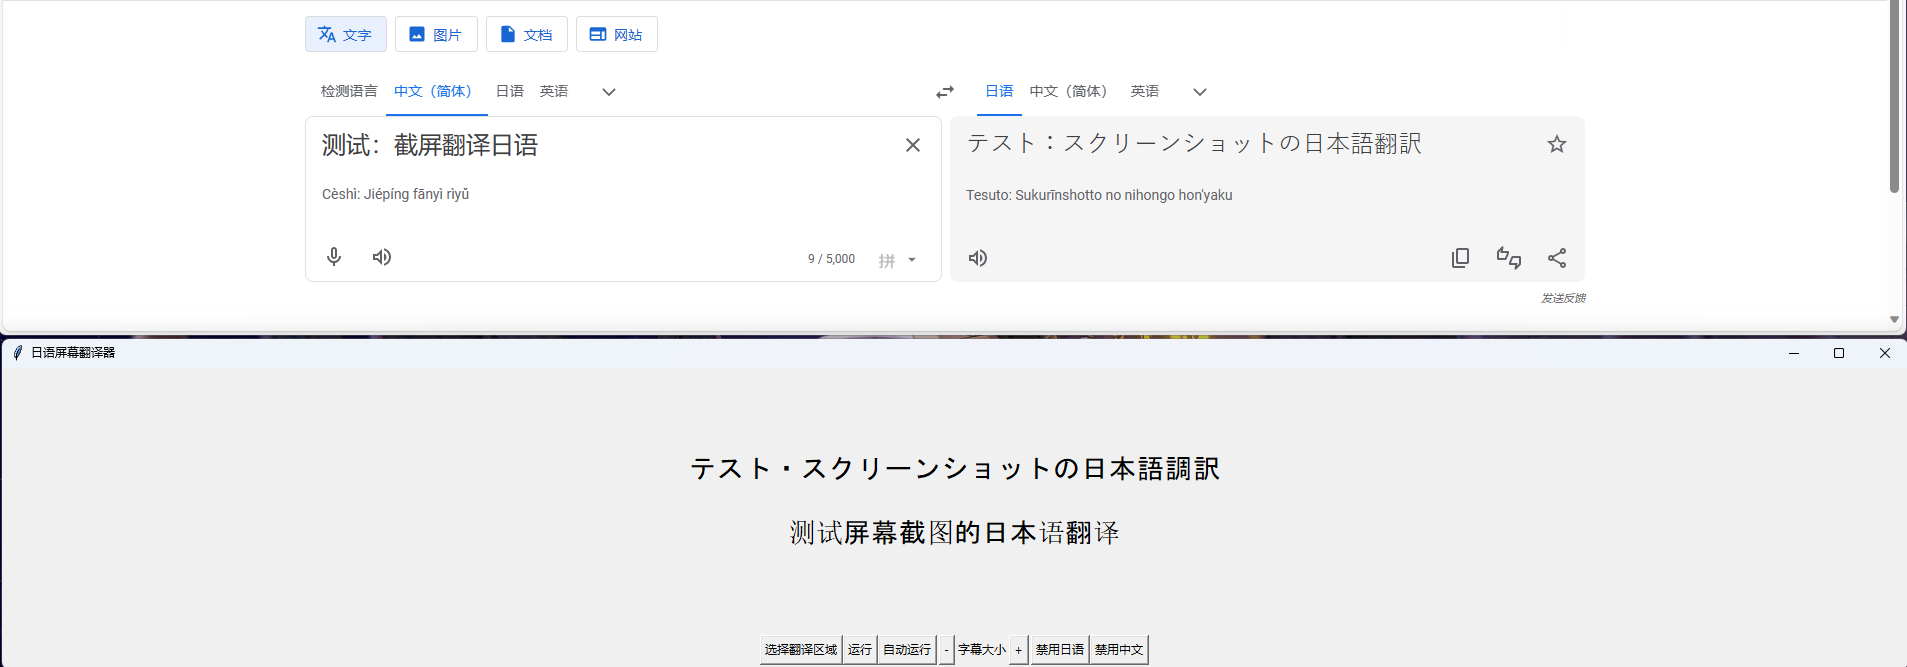 文字 图片 文档 网站
检测语言 中文（简体） 日语 英语 日语 中文（简体） 英语
测试：截屏翻译日语
テスト：スクリーンショットの日本語翻訳
Cèshì: Jiépíng fānyì rìyǔ
Tesuto: Sukurīnshotto no nihongo hon'yaku
9 / 5,000 拼
发送反馈
日语屏幕翻译器
テスト・スクリーンショットの日本語調訳
测试屏幕截图的日本语翻译
选择翻译区域 运行 自动运行 - 字幕大小 + 禁用日语 禁用中文